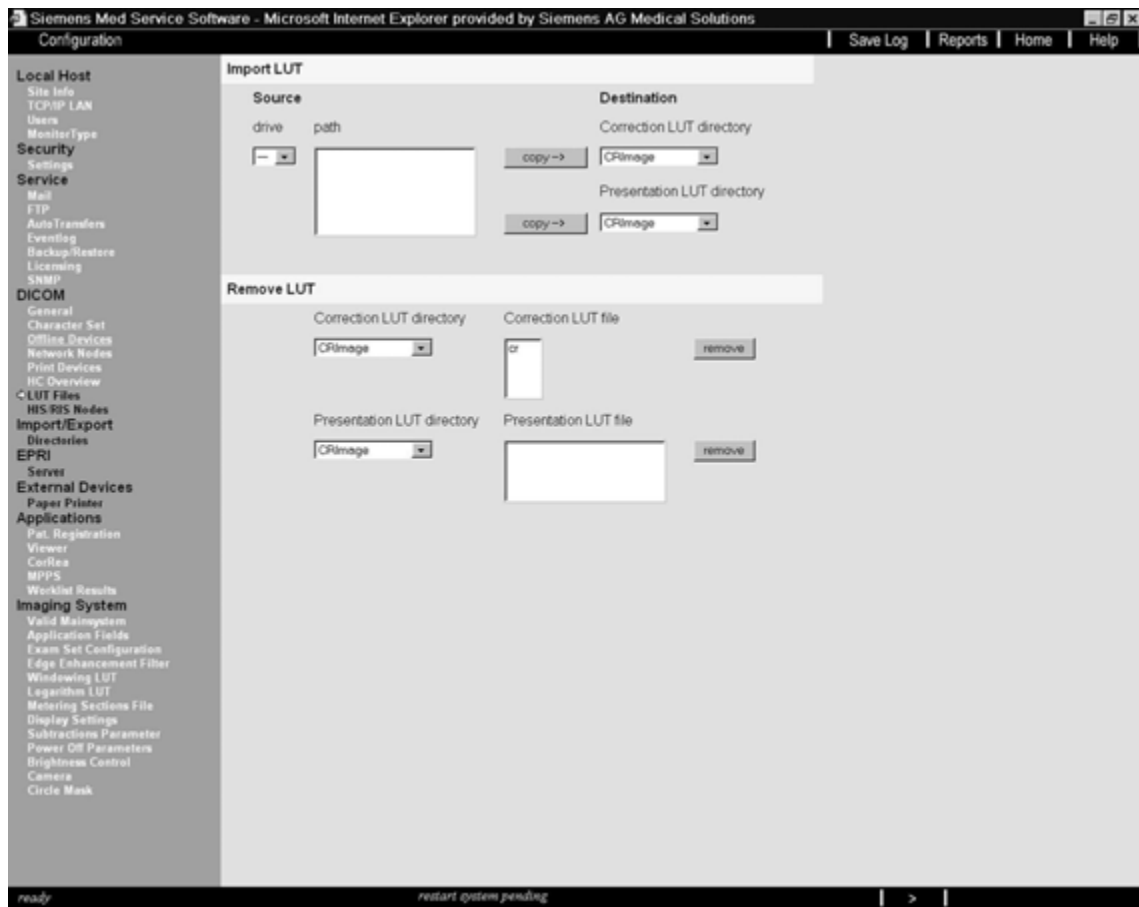 Siemens Med Service Software - Microsoft Internet Explorer provided by Siemens AG Medical Solutions
Configuration
Save Log
Reports
Home
Help
Local Host
Site Info
TCP/IP LAN
Users
MonitorType
Security
Settings
Service
Mail
FTP
AutoTransfers
Eventlog
Backup/Restore
Licensing
SNMP
DICOM
General
Character Set
Offline Devices
Network Nodes
Print Devices
HC Overview
LUT Files
HIS/RIS Nodes
Import/Export
Directories
EPRI
Server
External Devices
Paper Printer
Applications
Pat. Registration
Viewer
CorRea
MPPS
Worklist Results
Imaging System
Valid Mainsystem
Application Fields
Exam Set Configuration
Edge Enhancement Filter
Windowing LUT
Logarithm LUT
Metering Sections File
Display Settings
Subtractions Parameter
Power Off Parameters
Brightness Control
Camera
Circle Mask
Import LUT
Source
Destination
drive
path
Correction LUT directory
---
copy-->
CRImage
Presentation LUT directory
copy-->
CRImage
Remove LUT
Correction LUT directory
Correction LUT file
CRImage
cr
remove
Presentation LUT directory
Presentation LUT file
CRImage
remove
ready
restart system pending
>